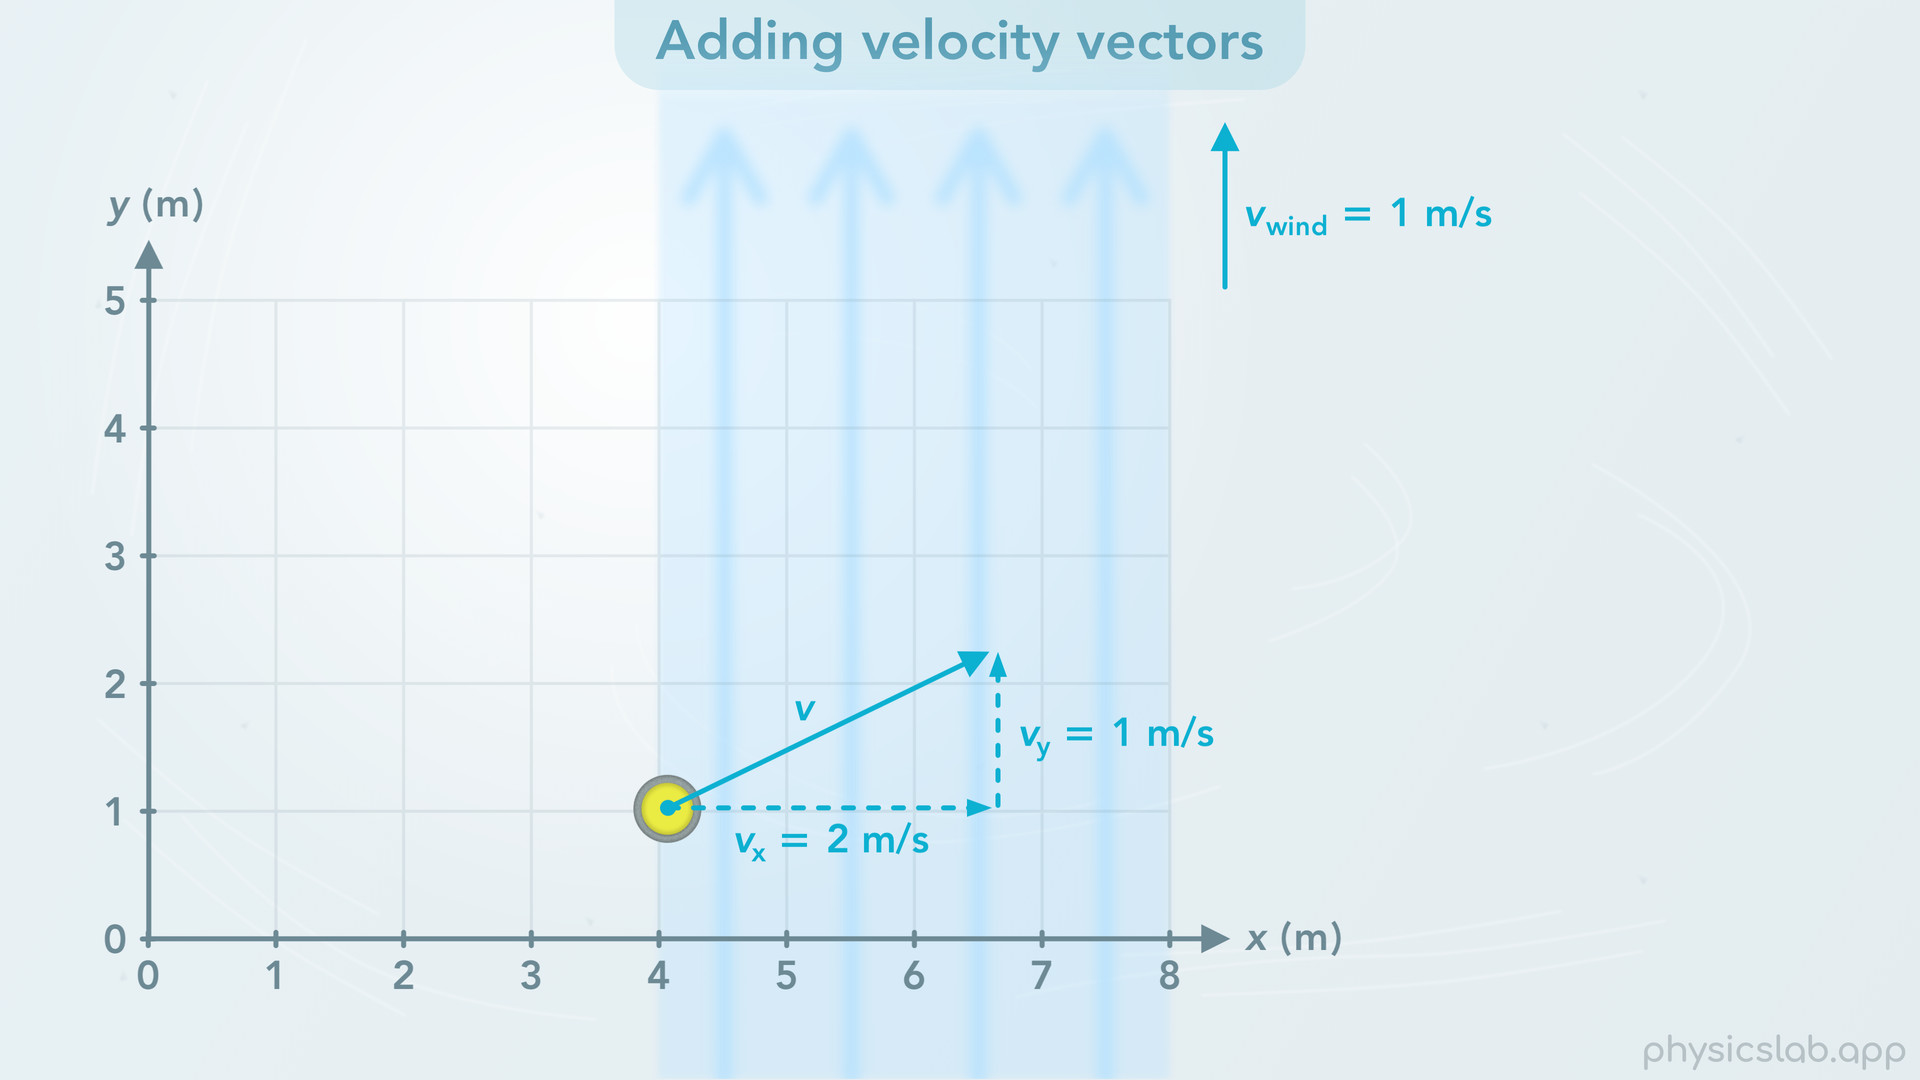 Adding velocity vectors
v_wind = 1 m/s
y (m)
5
4
3
2
1
0
v
v_y = 1 m/s
v_x = 2 m/s
x (m)
0 1 2 3 4 5 6 7 8
physicslab.app